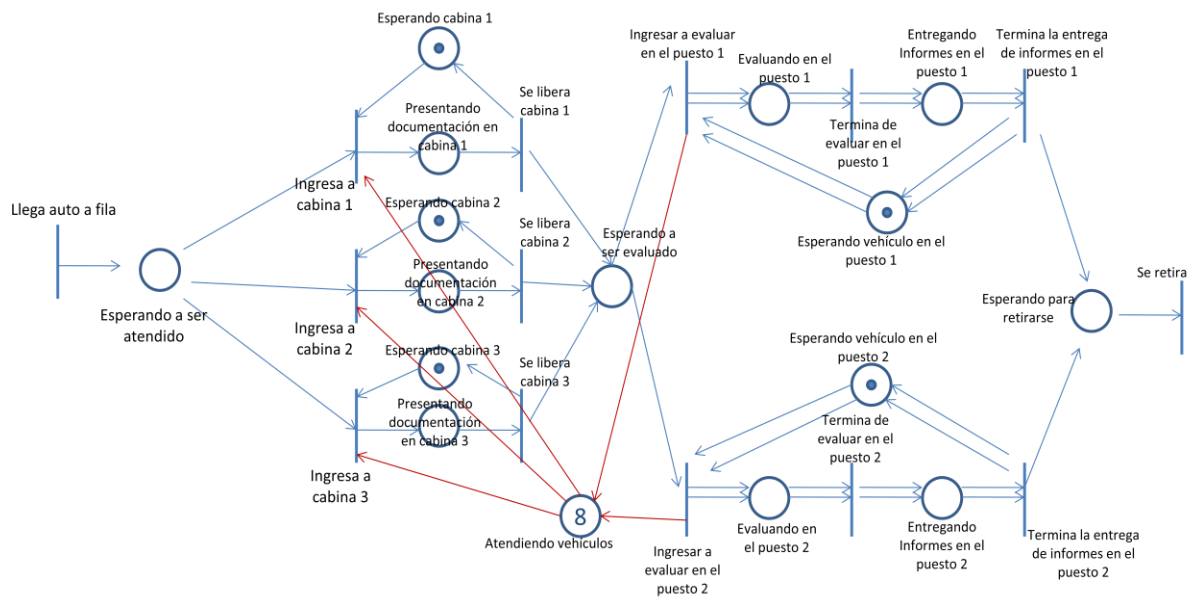 Esperando cabina 1
Ingresar a evaluar
en el puesto 1
Entregando
Informes en el
puesto 1
Termina la entrega
de informes en el
puesto 1
Evaluando en el
puesto 1
Se libera
cabina 1
Presentando
documentación en
cabina 1
Termina de
evaluar en el
puesto 1
Ingresa a
cabina 1
Llega auto a fila
Esperando cabina 2
Se libera
cabina 2
Esperando a
ser evaluado
Esperando vehículo en el
puesto 1
Presentando
documentación
en cabina 2
Se retira
Esperando para
retirarse
Esperando a ser
atendido
Ingresa a
cabina 2
Esperando cabina 3
Se libera
cabina 3
Esperando vehículo en el
puesto 2
Presentando
documentación
en cabina 3
Termina de
evaluar en el
puesto 2
Ingresa a
cabina 3
8
Atendiendo vehículos
Evaluando en
el puesto 2
Entregando
Informes en el
puesto 2
Termina la entrega
de informes en el
puesto 2
Ingresar a
evaluar en el
puesto 2